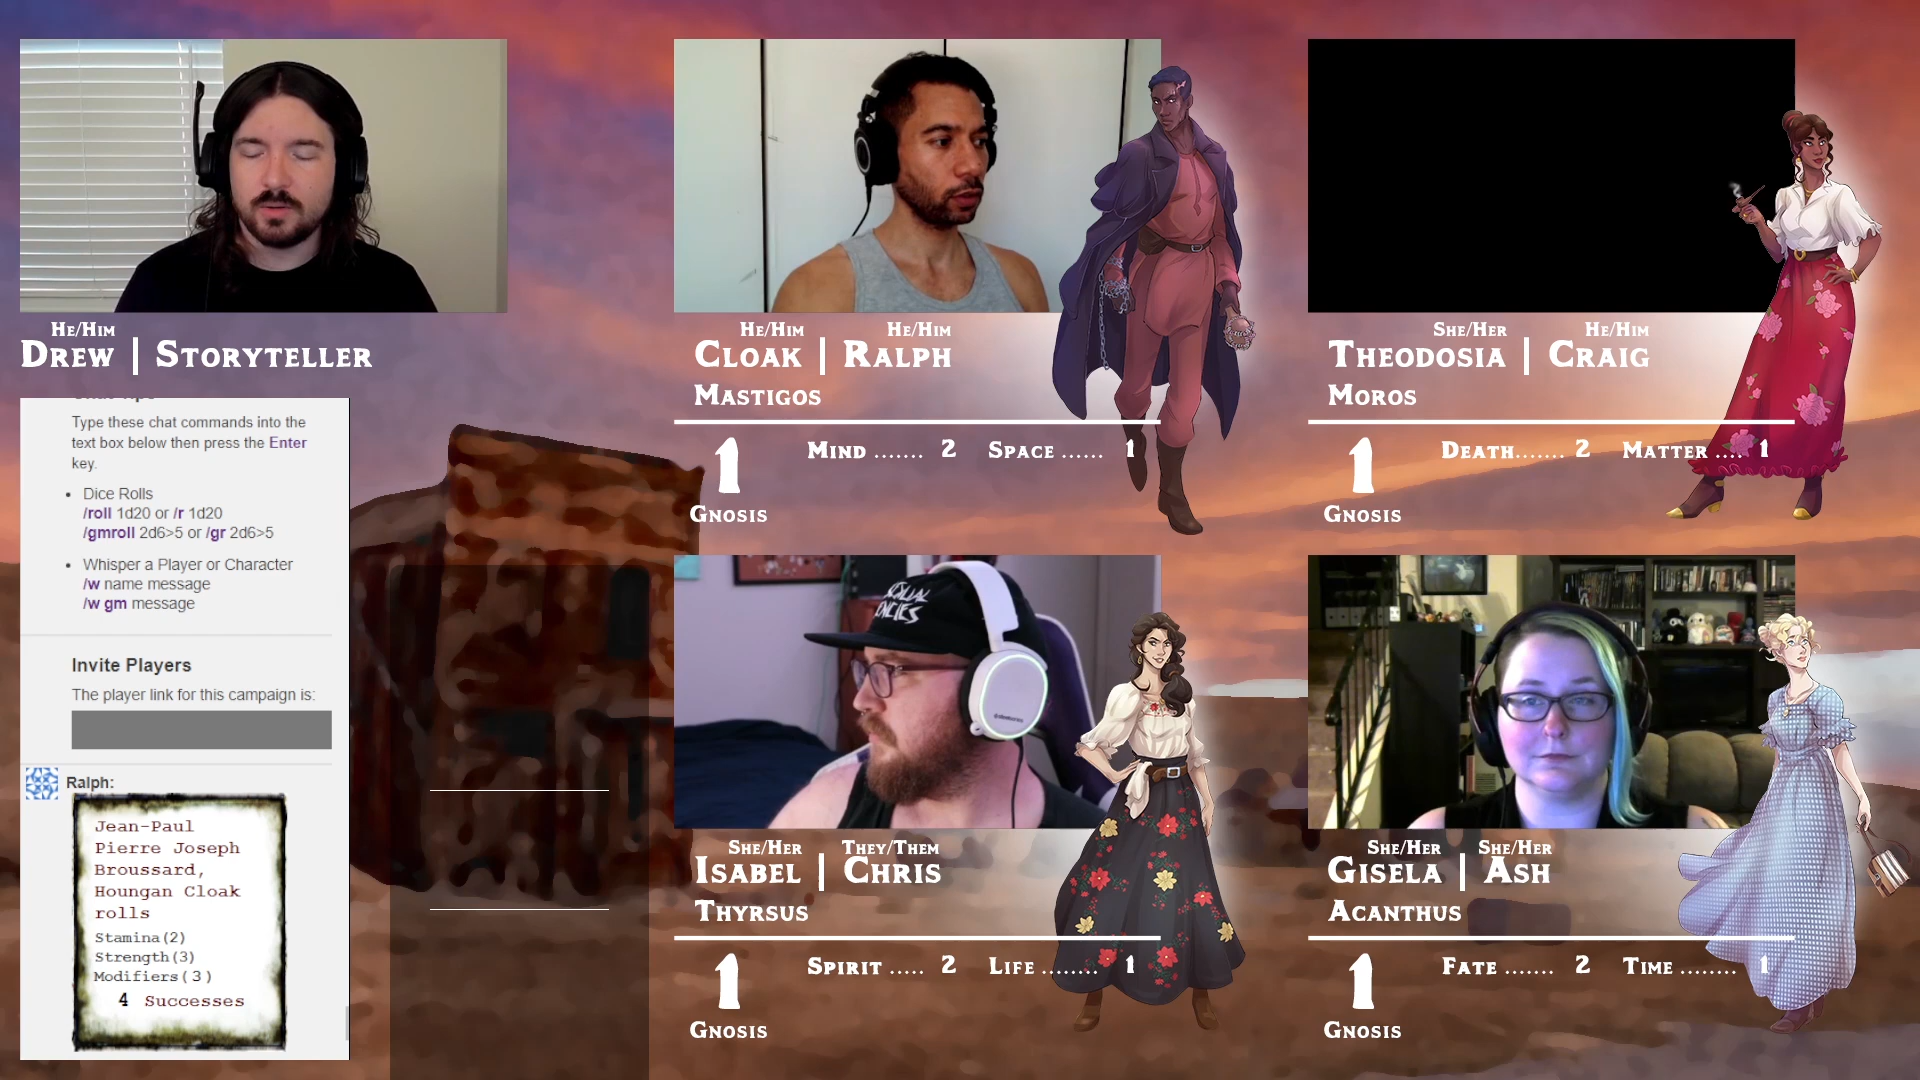 He/Him
Drew | Storyteller
He/Him He/Him
Cloak | Ralph
Mastigos
1
Gnosis
Mind ....... 2 Space ...... 1
She/Her He/Him
Theodosia | Craig
Moros
1
Gnosis
Death....... 2 Matter .... 1
Type these chat commands into the
text box below then press the Enter
key.
• Dice Rolls
/roll 1d20 or /r 1d20
/gmroll 2d6>5 or /gr 2d6>5
• Whisper a Player or Character
/w name message
/w gm message
Invite Players
The player link for this campaign is:
Ralph:
Jean-Paul
Pierre Joseph
Broussard,
Houngan Cloak
rolls
Stamina(2)
Strength(3)
Modifiers(3)
4 Successes
She/Her They/Them
Isabel | Chris
Thyrsus
1
Gnosis
Spirit ..... 2 Life ........ 1
She/Her She/Her
Gisela | Ash
Acanthus
1
Gnosis
Fate ....... 2 Time ........ 1